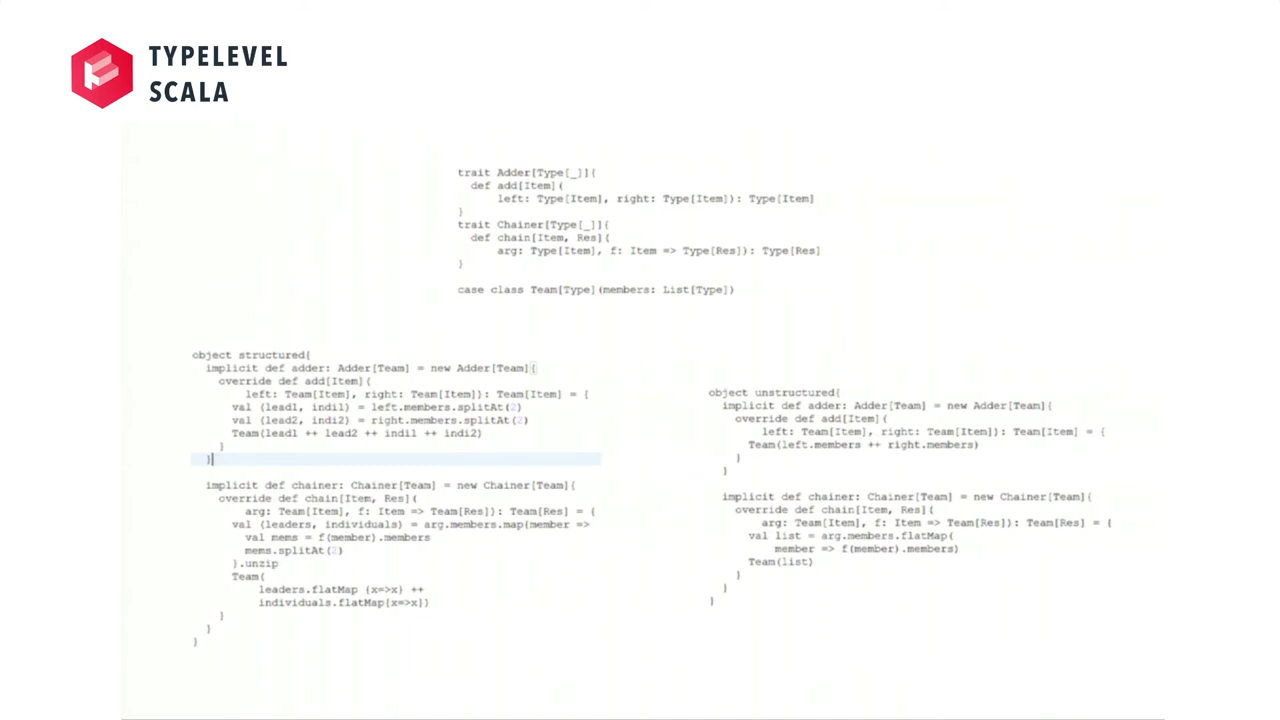 TYPELEVEL
SCALA
trait Adder[Type[_]]{
def add[Item](
left: Type[Item], right: Type[Item]): Type[Item]
}
trait Chainer[Type[_]]{
def chain[Item, Res](
arg: Type[Item], f: Item => Type[Res]): Type[Res]
}
case class Team[Type](members: List[Type])
object structured{
implicit def adder: Adder[Team] = new Adder[Team]{
override def add[Item](
left: Team[Item], right: Team[Item]): Team[Item] = {
val (lead1, indi1) = left.members.splitAt(2)
val (lead2, indi2) = right.members.splitAt(2)
Team(lead1 ++ lead2 ++ indi1 ++ indi2)
}
}
implicit def chainer: Chainer[Team] = new Chainer[Team]{
override def chain[Item, Res](
arg: Team[Item], f: Item => Team[Res]): Team[Res] = {
val (leaders, individuals) = arg.members.map(member =>
val mems = f(member).members
mems.splitAt(2)
}.unzip
Team(
leaders.flatMap {x=>x} ++
individuals.flatMap{x=>x})
}
}
}
object unstructured{
implicit def adder: Adder[Team] = new Adder[Team]{
override def add[Item](
left: Team[Item], right: Team[Item]): Team[Item] = {
Team(left.members ++ right.members)
}
}
implicit def chainer: Chainer[Team] = new Chainer[Team]{
override def chain[Item, Res](
arg: Team[Item], f: Item => Team[Res]): Team[Res] = {
val list = arg.members.flatMap(
member => f(member).members)
Team(list)
}
}
}